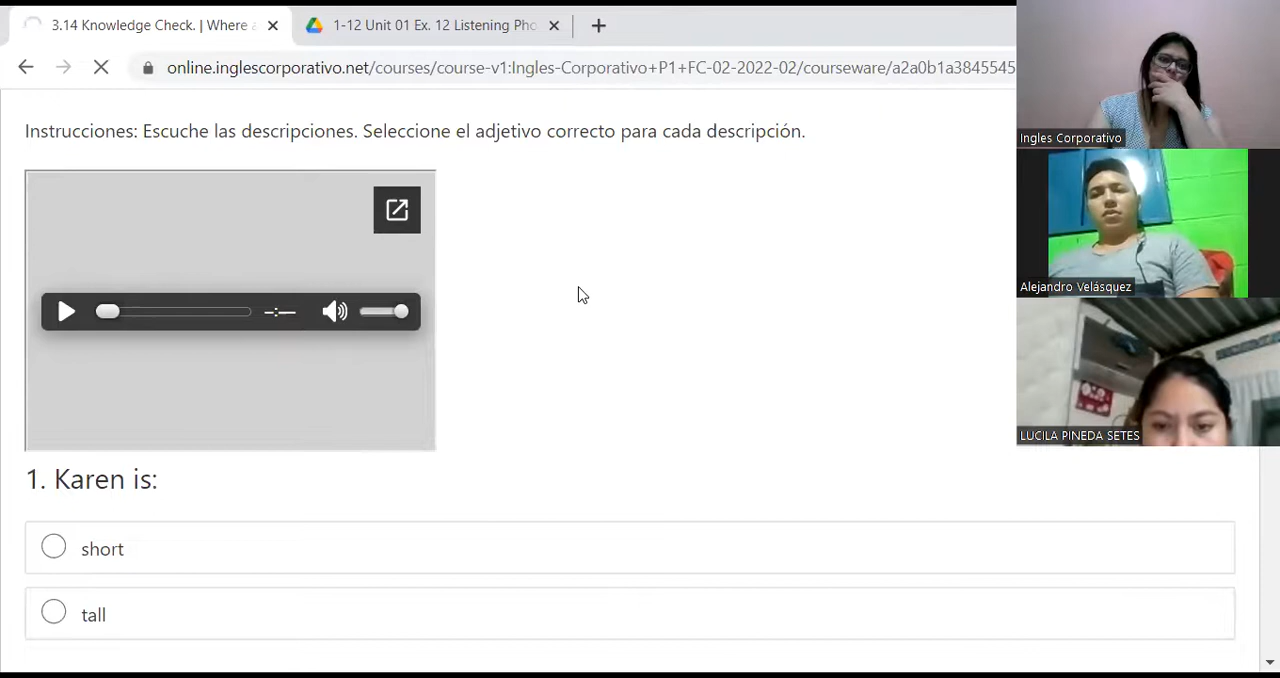 3.14 Knowledge Check. | Where a
1-12 Unit 01 Ex. 12 Listening Pho
online.inglescorporativo.net/courses/course-v1:Ingles-Corporativo+P1+FC-02-2022-02/courseware/a2a0b1a3845545
Instrucciones: Escuche las descripciones. Seleccione el adjetivo correcto para cada descripción.
Ingles Corporativo
Alejandro Velásquez
LUCILA PINEDA SETES
-:-
1. Karen is:
short
tall